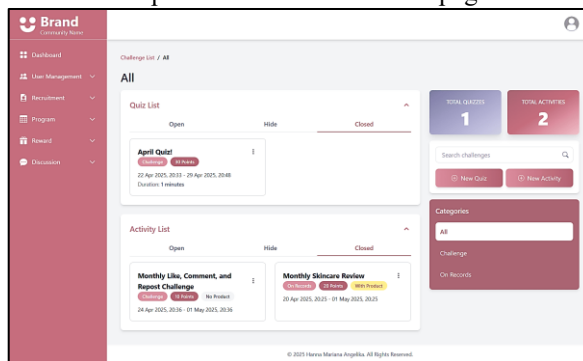 Brand
Community Name
Dashboard
User Management
Recruitment
Program
Reward
Discussion
Challenge List / All
All
Quiz List
Open Hide Closed
April Quiz!
Challenge 10 Points
22 Apr 2025, 20:33 - 29 Apr 2025, 20:48
Duration: 1 minutes
Activity List
Open Hide Closed
Monthly Like, Comment, and
Repost Challenge
Challenge 10 Points No Product
24 Apr 2025, 20:36 - 01 May 2025, 20:36
Monthly Skincare Review
On Records 20 Points With Product
20 Apr 2025, 20:25 - 01 May 2025, 20:25
TOTAL QUIZZES
1
TOTAL ACTIVITIES
2
Search challenges
New Quiz
New Activity
Categories
All
Challenge
On Records
© 2025 Hanna Mariana Angelika. All Rights Reserved.